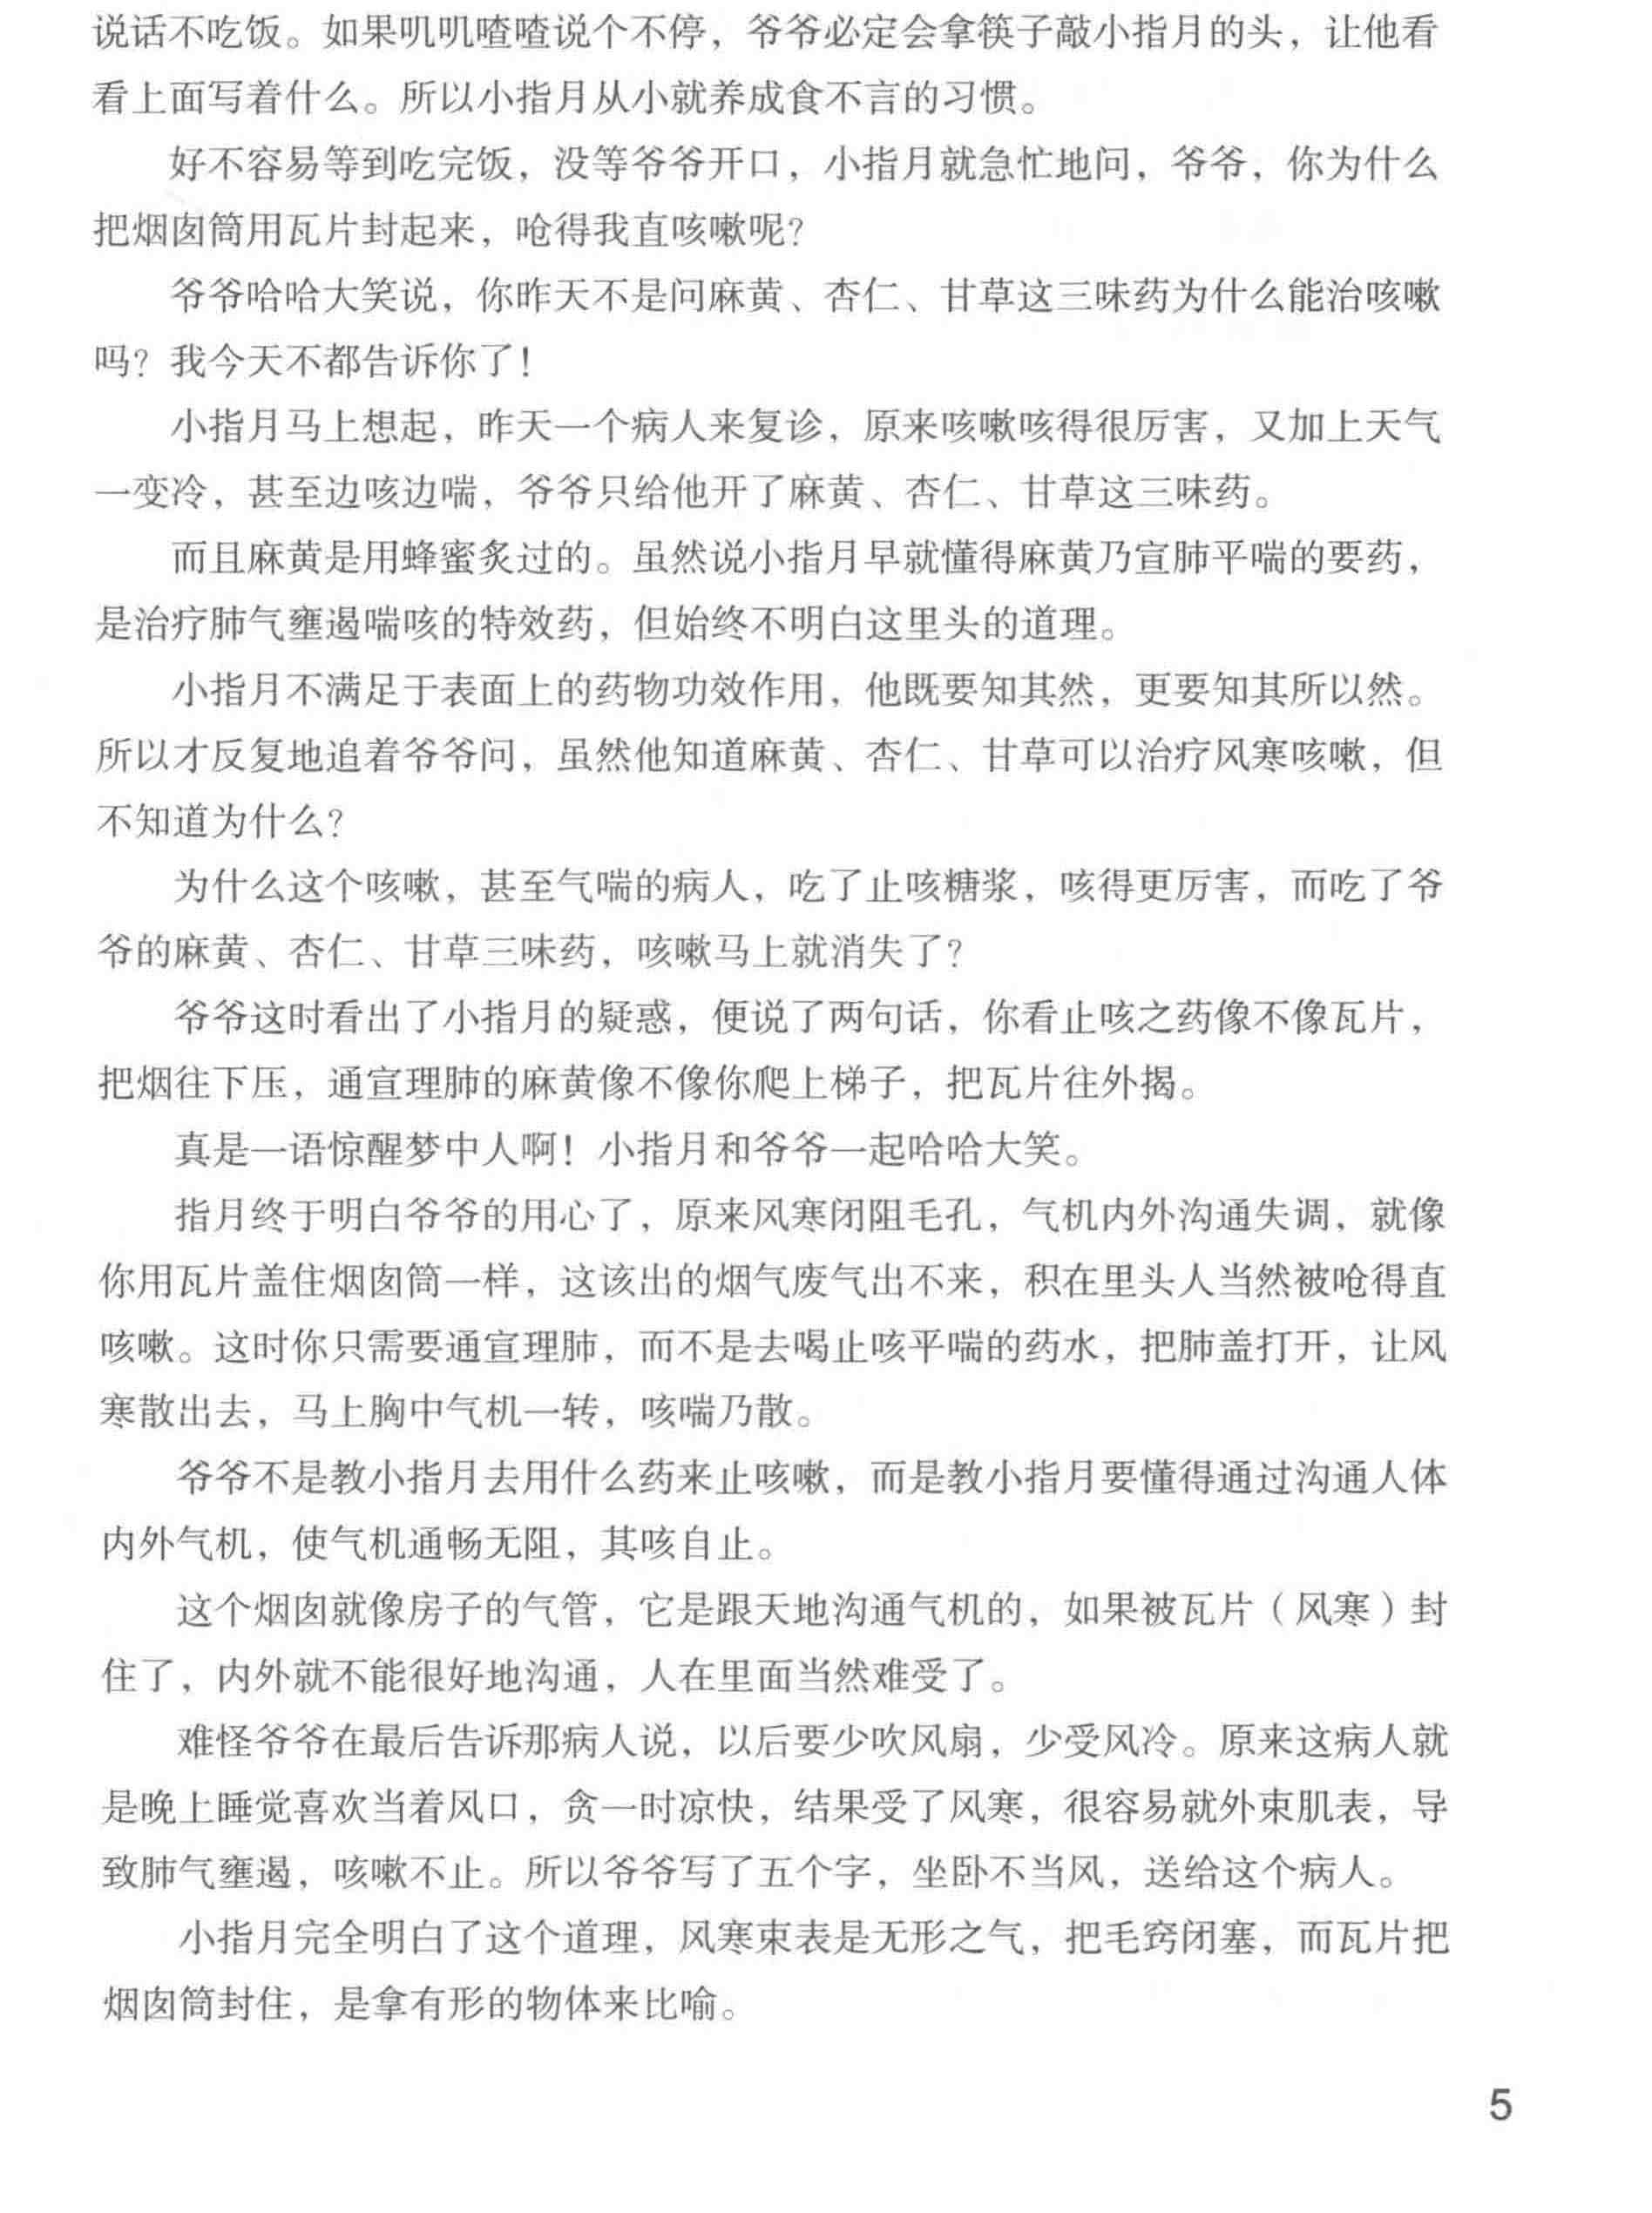 说话不吃饭。如果叽叽喳喳说个不停，爷爷必定会拿筷子敲小指月的头，让他看
看上面写着什么。所以小指月从小就养成食不言的习惯。
好不容易等到吃完饭，没等爷爷开口，小指月就急忙地问，爷爷，你为什么
把烟囱筒用瓦片封起来，呛得我直咳嗽呢？
爷爷哈哈大笑说，你昨天不是问麻黄、杏仁、甘草这三味药为什么能治咳嗽
吗？我今天不都告诉你了！
小指月马上想起，昨天一个病人来复诊，原来咳嗽咳得很厉害，又加上天气
一变冷，甚至边咳边喘，爷爷只给他开了麻黄、杏仁、甘草这三味药。
而且麻黄是用蜂蜜炙过的。虽然说小指月早就懂得麻黄乃宣肺平喘的要药，
是治疗肺气壅遏喘咳的特效药，但始终不明白这里头的道理。
小指月不满足于表面上的药物功效作用，他既要知其然，更要知其所以然。
所以才反复地追着爷爷问，虽然他知道麻黄、杏仁、甘草可以治疗风寒咳嗽，但
不知道为什么？
为什么这个咳嗽，甚至气喘的病人，吃了止咳糖浆，咳得更厉害，而吃了爷
爷的麻黄、杏仁、甘草三味药，咳嗽马上就消失了？
爷爷这时看出了小指月的疑惑，便说了两句话，你看止咳之药像不像瓦片，
把烟往下压，通宣理肺的麻黄像不像你爬上梯子，把瓦片往外揭。
真是一语惊醒梦中人啊！小指月和爷爷一起哈哈大笑。
指月终于明白爷爷的用心了，原来风寒闭阻毛孔，气机内外沟通失调，就像
你用瓦片盖住烟囱筒一样，这该出的烟气废气出不来，积在里头人当然被呛得直
咳嗽。这时你只需要通宣理肺，而不是去喝止咳平喘的药水，把肺盖打开，让风
寒散出去，马上胸中气机一转，咳喘乃散。
爷爷不是教小指月去用什么药来止咳嗽，而是教小指月要懂得通过沟通人体
内外气机，使气机通畅无阻，其咳自止。
这个烟囱就像房子的气管，它是跟天地沟通气机的，如果被瓦片（风寒）封
住了，内外就不能很好地沟通，人在里面当然难受了。
难怪爷爷在最后告诉那病人说，以后要少吹风扇，少受风冷。原来这病人就
是晚上睡觉喜欢当着风口，贪一时凉快，结果受了风寒，很容易就外束肌表，导
致肺气壅遏，咳嗽不止。所以爷爷写了五个字，坐卧不当风，送给这个病人。
小指月完全明白了这个道理，风寒束表是无形之气，把毛窍闭塞，而瓦片把
烟囱筒封住，是拿有形的物体来比喻。
5